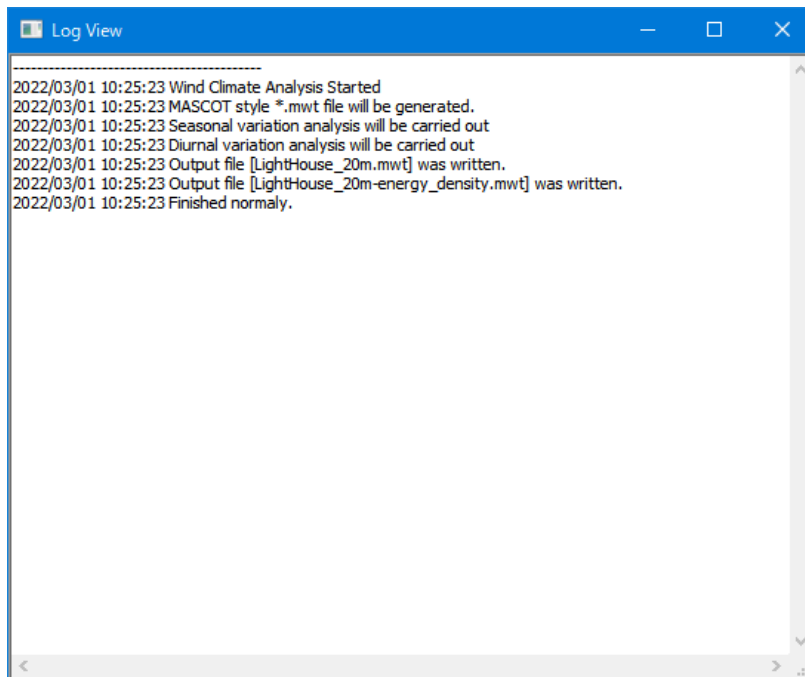 Log View
------------------------------------------
2022/03/01 10:25:23 Wind Climate Analysis Started
2022/03/01 10:25:23 MASCOT style *.mwt file will be generated.
2022/03/01 10:25:23 Seasonal variation analysis will be carried out
2022/03/01 10:25:23 Diurnal variation analysis will be carried out
2022/03/01 10:25:23 Output file [LightHouse_20m.mwt] was written.
2022/03/01 10:25:23 Output file [LightHouse_20m-energy_density.mwt] was written.
2022/03/01 10:25:23 Finished normaly.